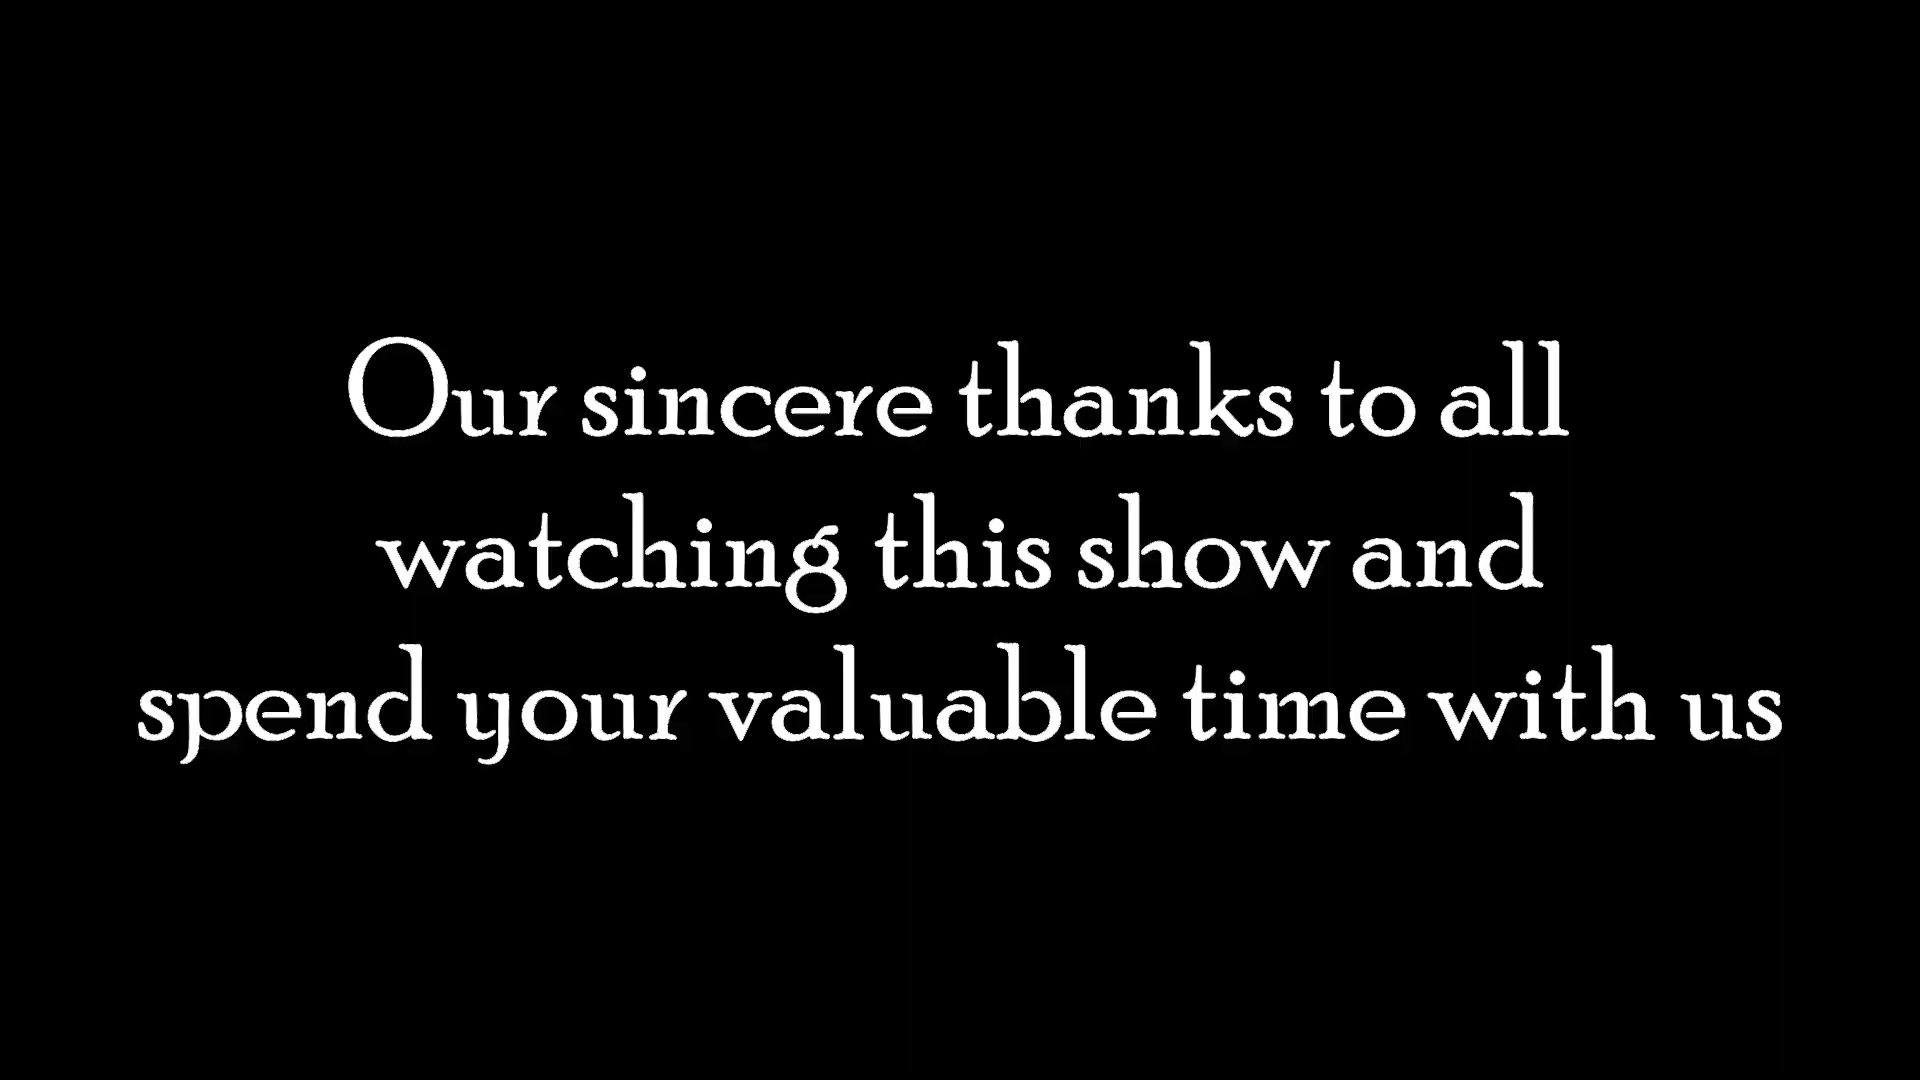 Our sincere thanks to all
watching this show and
spend your valuable time with us